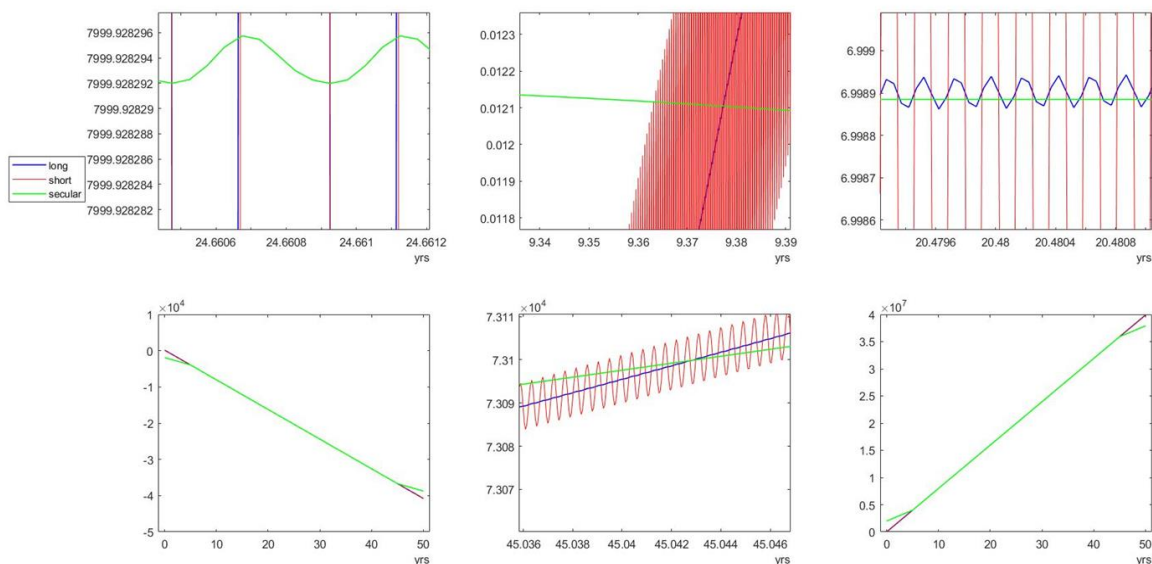 7999.928296
7999.928294
7999.928292
7999.92829
7999.928288
7999.928286
7999.928284
7999.928282
24.6606 24.6608 24.661 24.6612
yrs
long
short
secular
0.0123
0.0122
0.0121
0.012
0.0119
0.0118
9.34 9.35 9.36 9.37 9.38 9.39
yrs
6.999
6.9989
6.9988
6.9987
6.9986
20.4796 20.48 20.4804 20.4808
yrs
×10⁴
1
0
-1
-2
-3
-4
-5
0 10 20 30 40 50
yrs
×10⁴
7.311
7.31
7.309
7.308
7.307
45.036 45.038 45.04 45.042 45.044 45.046
yrs
×10⁷
4
3.5
3
2.5
2
1.5
1
0.5
0
0 10 20 30 40 50
yrs